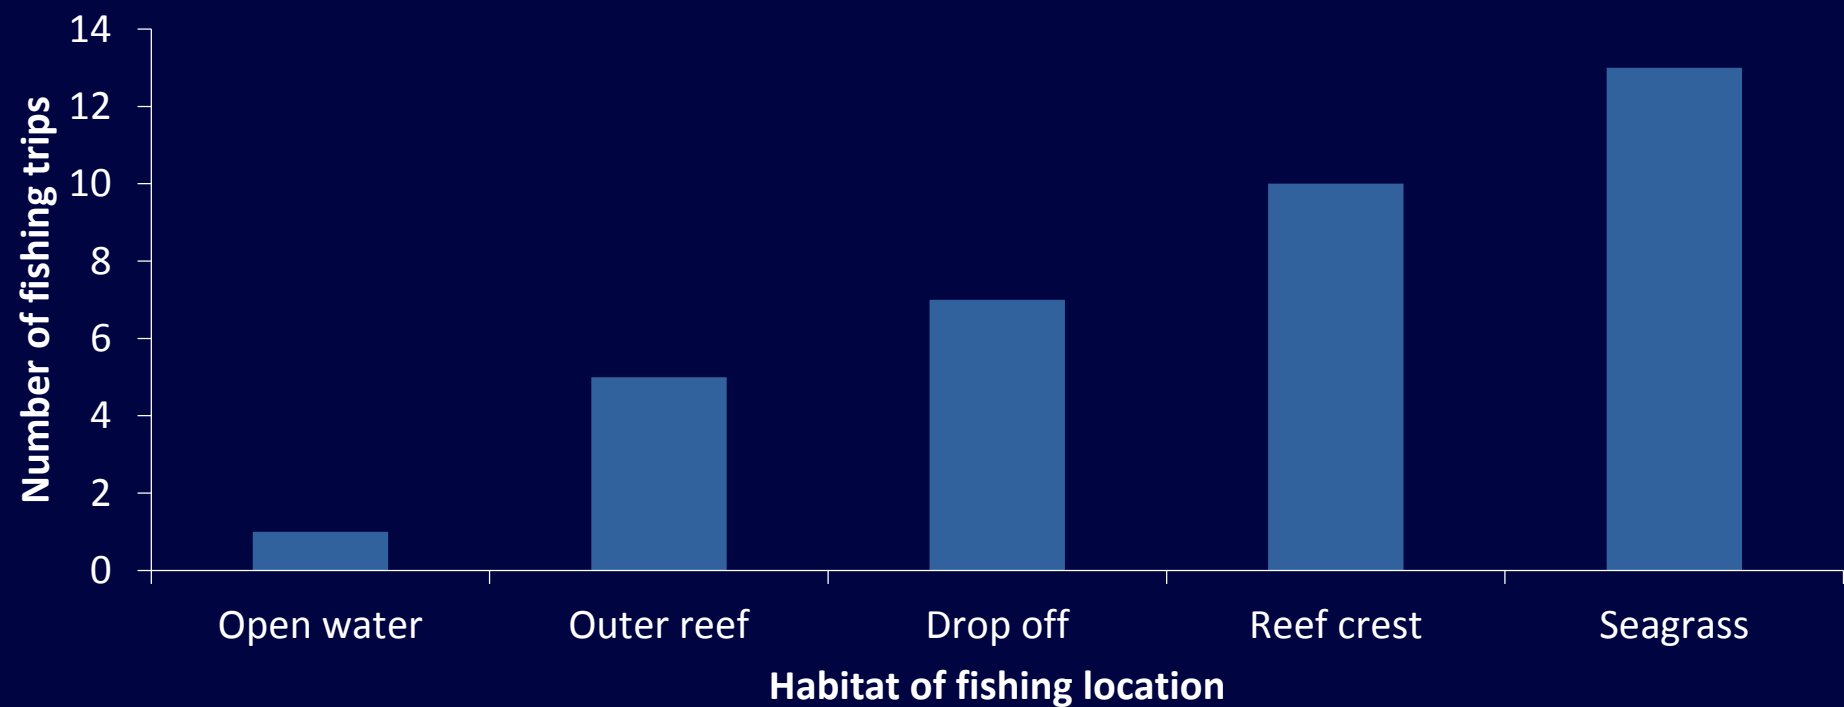 Number of fishing trips
14
12
10
8
6
4
2
0
Open water Outer reef Drop off Reef crest Seagrass
Habitat of fishing location